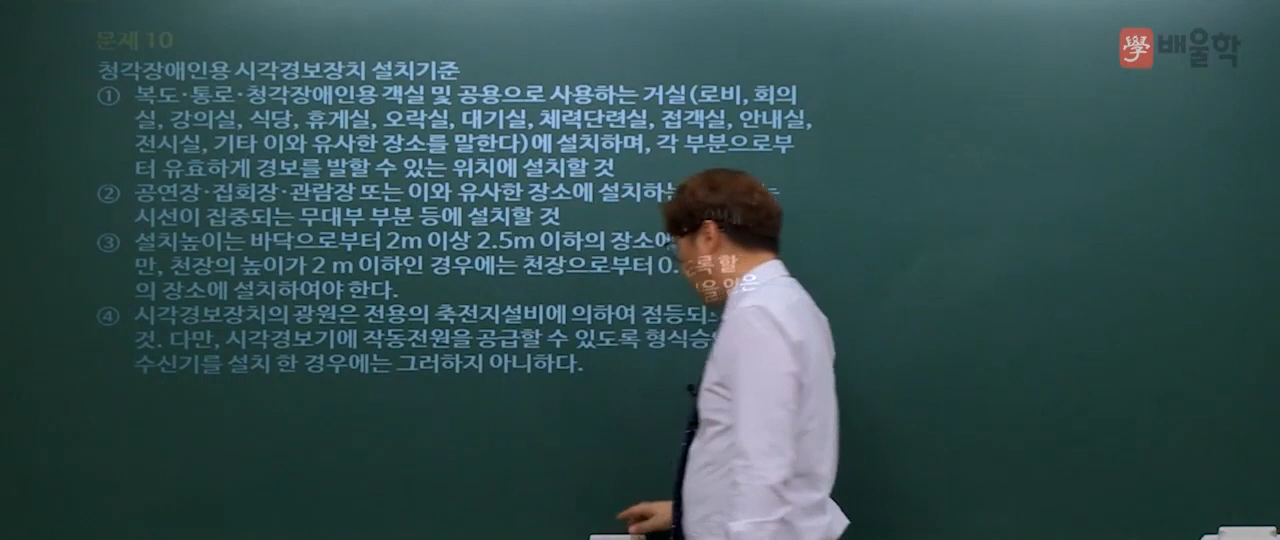 문제 10
學 배울학
청각장애인용 시각경보장치 설치기준
① 복도·통로·청각장애인용 객실 및 공용으로 사용하는 거실(로비, 회의
실, 강의실, 식당, 휴게실, 오락실, 대기실, 체력단련실, 접객실, 안내실,
전시실, 기타 이와 유사한 장소를 말한다)에 설치하며, 각 부분으로부
터 유효하게 경보를 발할 수 있는 위치에 설치할 것
② 공연장·집회장·관람장 또는 이와 유사한 장소에 설치하는
시선이 집중되는 무대부 부분 등에 설치할 것
③ 설치높이는 바닥으로부터 2m 이상 2.5m 이하의 장소에
만, 천장의 높이가 2 m 이하인 경우에는 천장으로부터 0.
의 장소에 설치하여야 한다.
④ 시각경보장치의 광원은 전용의 축전지설비에 의하여 점등되도록 할
것. 다만, 시각경보기에 작동전원을 공급할 수 있도록 형식승인을 얻은
수신기를 설치 한 경우에는 그러하지 아니하다.